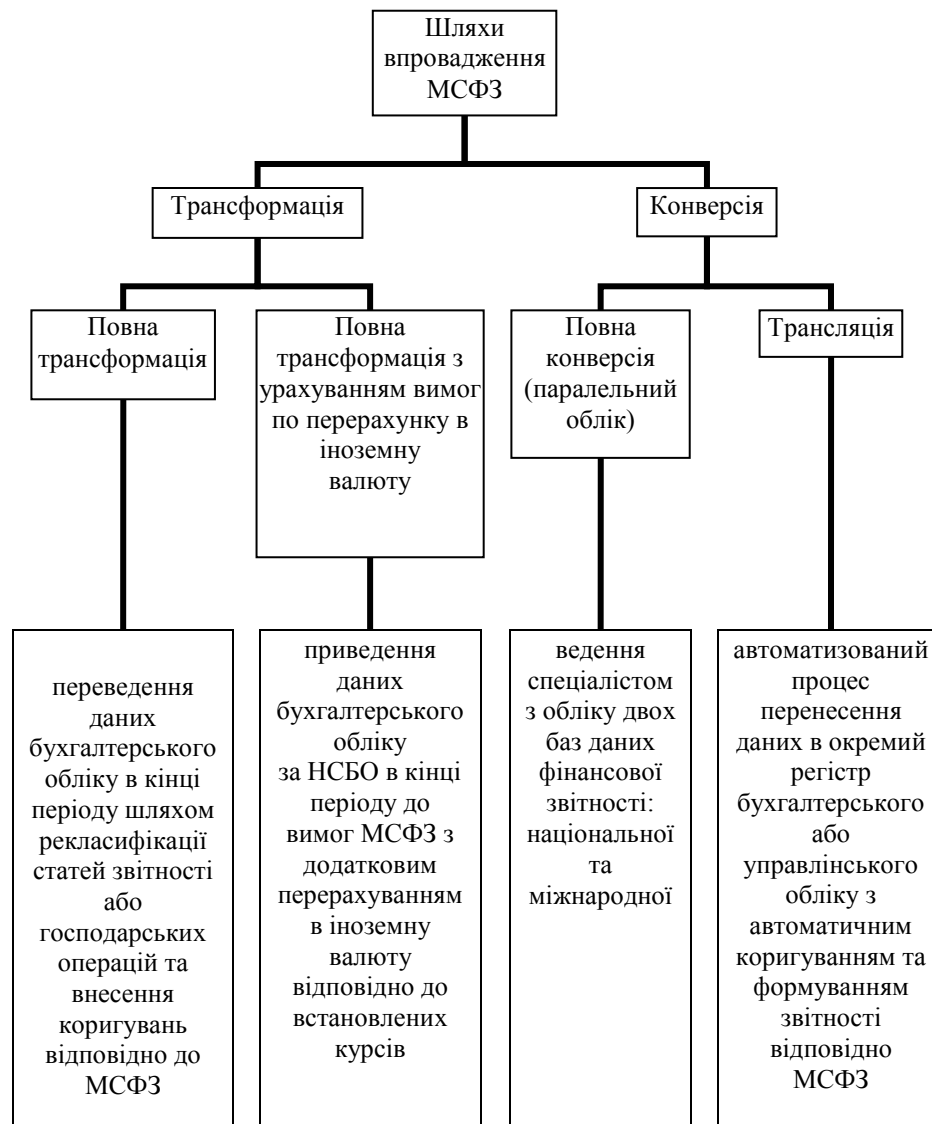 Шляхи
впровадження
МСФЗ
Трансформація
Конверсія
Повна
трансформація
Повна
трансформація з
урахуванням вимог
по перерахунку в
іноземну
валюту
Повна
конверсія
(паралельний
облік)
Трансляція
переведення
даних
бухгалтерського
обліку в кінці
періоду шляхом
рекласифікації
статей звітності
або
господарських
операцій та
внесення
коригувань
відповідно до
МСФЗ
приведення
даних
бухгалтерського
обліку
за НСБО в кінці
періоду до
вимог МСФЗ з
додатковим
перерахуванням
в іноземну
валюту
відповідно до
встановлених
курсів
ведення
спеціалістом
з обліку двох
баз даних
фінансової
звітності:
національної
та
міжнародної
автоматизований
процес
перенесення
даних в окремий
регістр
бухгалтерського
або
управлінського
обліку з
автоматичним
коригуванням та
формуванням
звітності
відповідно
МСФЗ